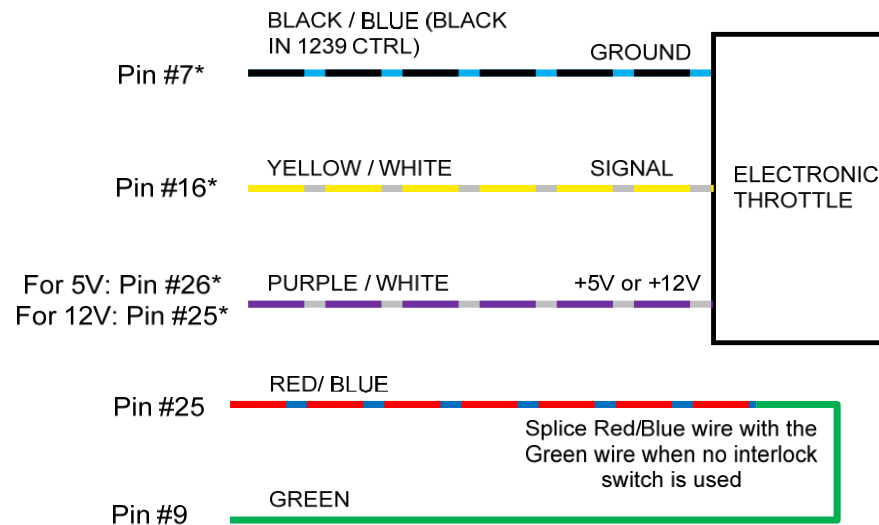 BLACK / BLUE (BLACK
IN 1239 CTRL)
GROUND
Pin #7*
YELLOW / WHITE
SIGNAL
Pin #16*
ELECTRONIC
THROTTLE
For 5V: Pin #26*
For 12V: Pin #25*
PURPLE / WHITE
+5V or +12V
RED/ BLUE
Pin #25
Splice Red/Blue wire with the
Green wire when no interlock
switch is used
GREEN
Pin #9